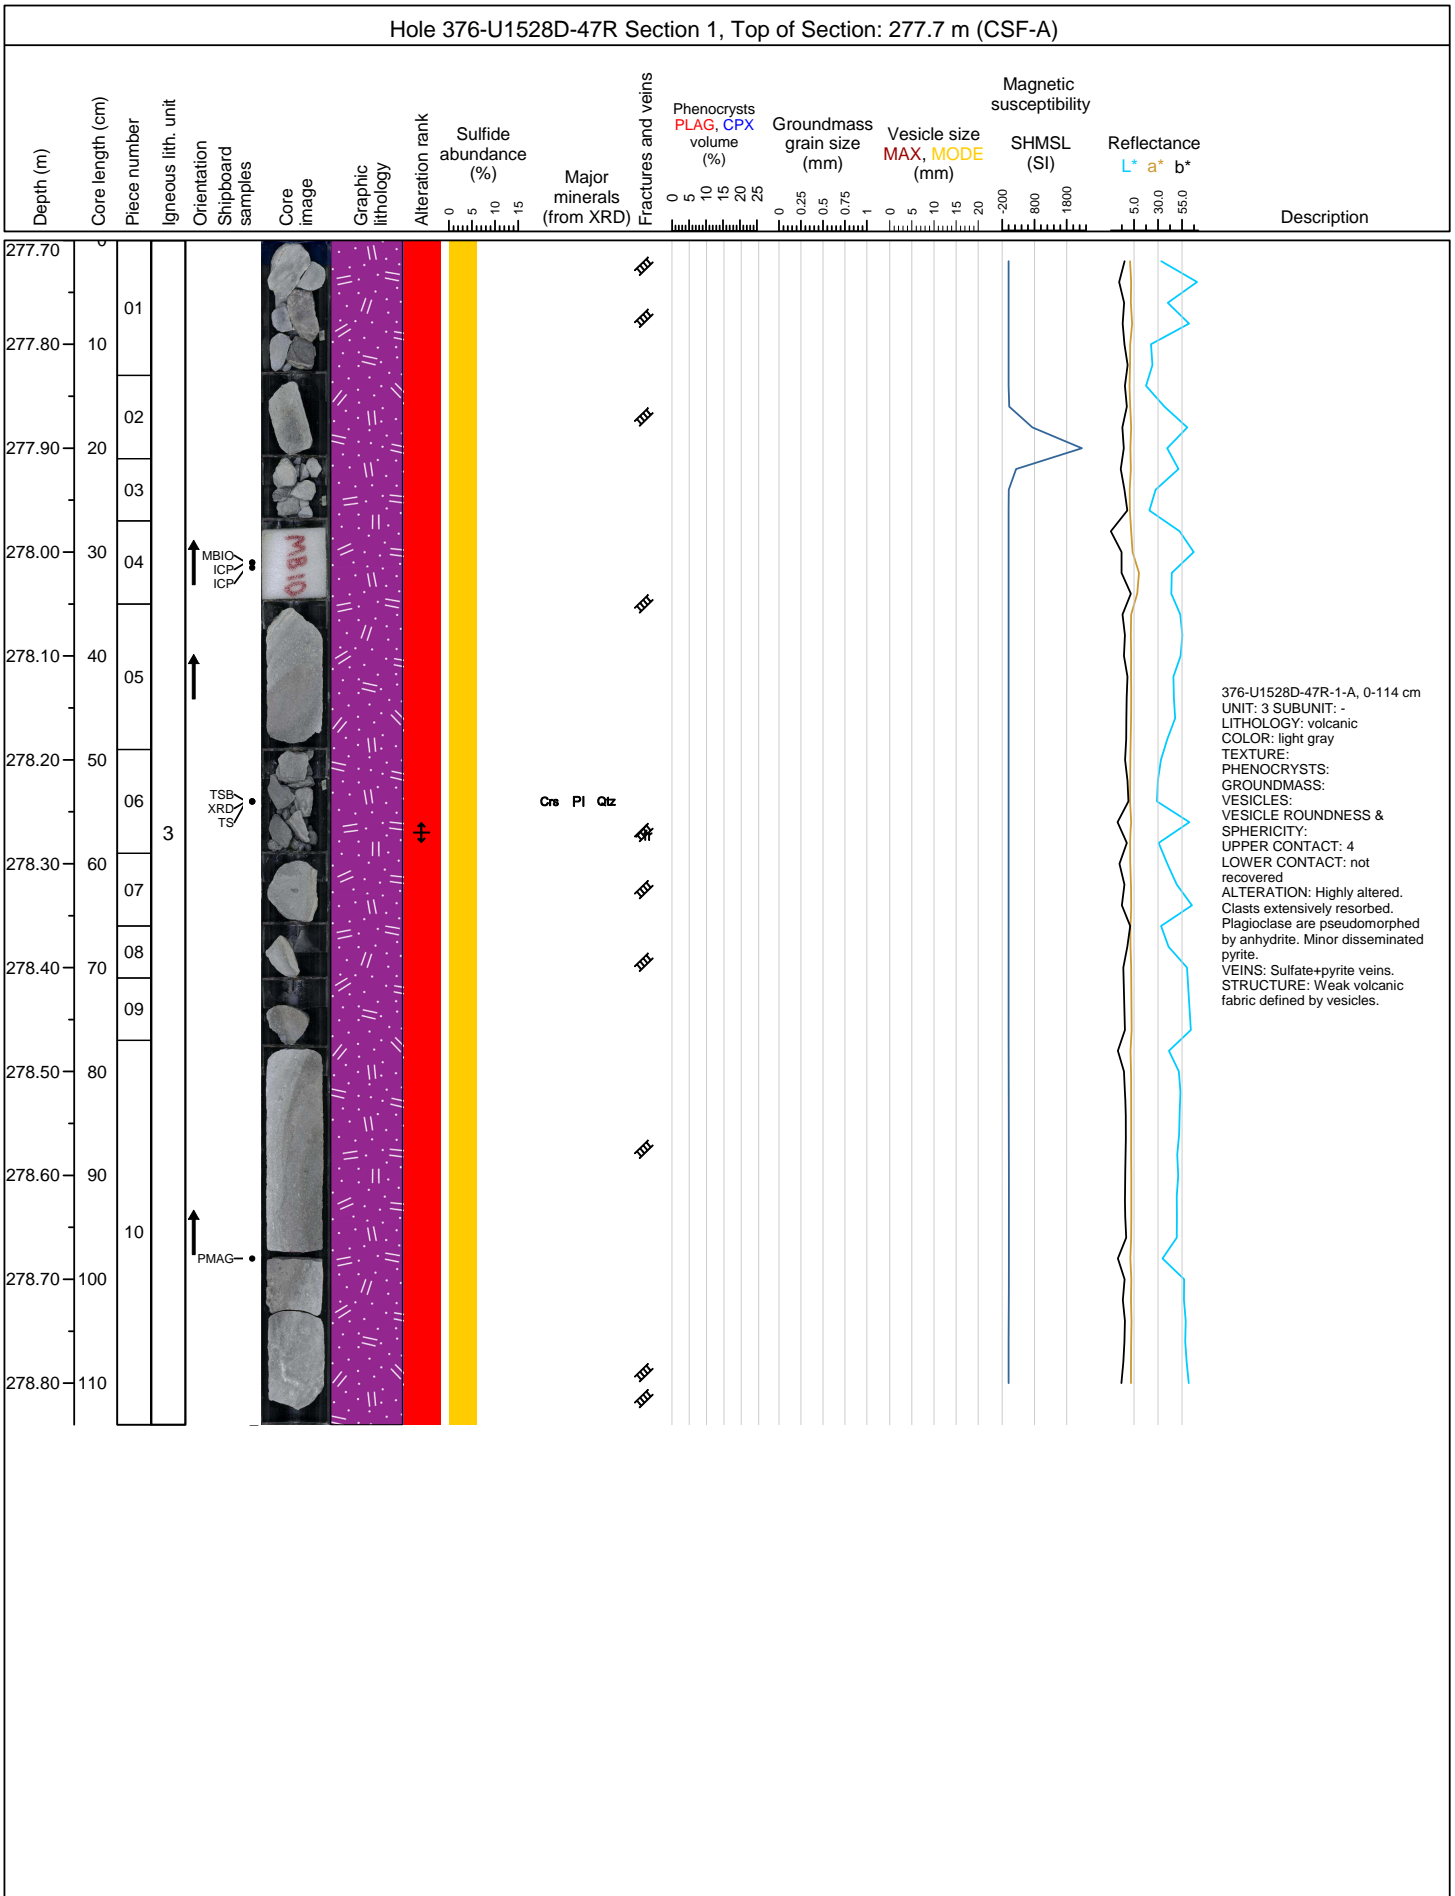 Hole 376-U1528D-47R Section 1, Top of Section: 277.7 m (CSF-A)
Depth (m)
Core length (cm)
Piece number
Igneous lith. unit
Orientation
Shipboard
samples
Core
image
Graphic
lithology
Alteration rank
Sulfide
abundance
(%)
0 5 10 15
Major
minerals
(from XRD)
Fractures and veins
Phenocrysts
PLAG, CPX
volume
(%)
0 5 10 15 20 25
Groundmass
grain size
(mm)
0 0.25 0.5 0.75 1
Vesicle size
MAX, MODE
(mm)
0 5 10 15 20
Magnetic
susceptibility
SHMSL
(SI)
-200 800 1800
Reflectance
L* a* b*
5.0 30.0 55.0
Description
277.70 0
01
277.80 10
02
277.90 20
03
278.00 30
04
MBIO
ICP
ICP
MBIO
278.10 40
05
278.20 50
06
TSB
XRD
TS
Crs Pl Qtz
3
278.30 60
07
08
278.40 70
09
278.50 80
278.60 90
10
PMAG
278.70 100
278.80 110
376-U1528D-47R-1-A, 0-114 cm
UNIT: 3 SUBUNIT: -
LITHOLOGY: volcanic
COLOR: light gray
TEXTURE:
PHENOCRYSTS:
GROUNDMASS:
VESICLES:
VESICLE ROUNDNESS &
SPHERICITY:
UPPER CONTACT: 4
LOWER CONTACT: not
recovered
ALTERATION: Highly altered.
Clasts extensively resorbed.
Plagioclase are pseudomorphed
by anhydrite. Minor disseminated
pyrite.
VEINS: Sulfate+pyrite veins.
STRUCTURE: Weak volcanic
fabric defined by vesicles.